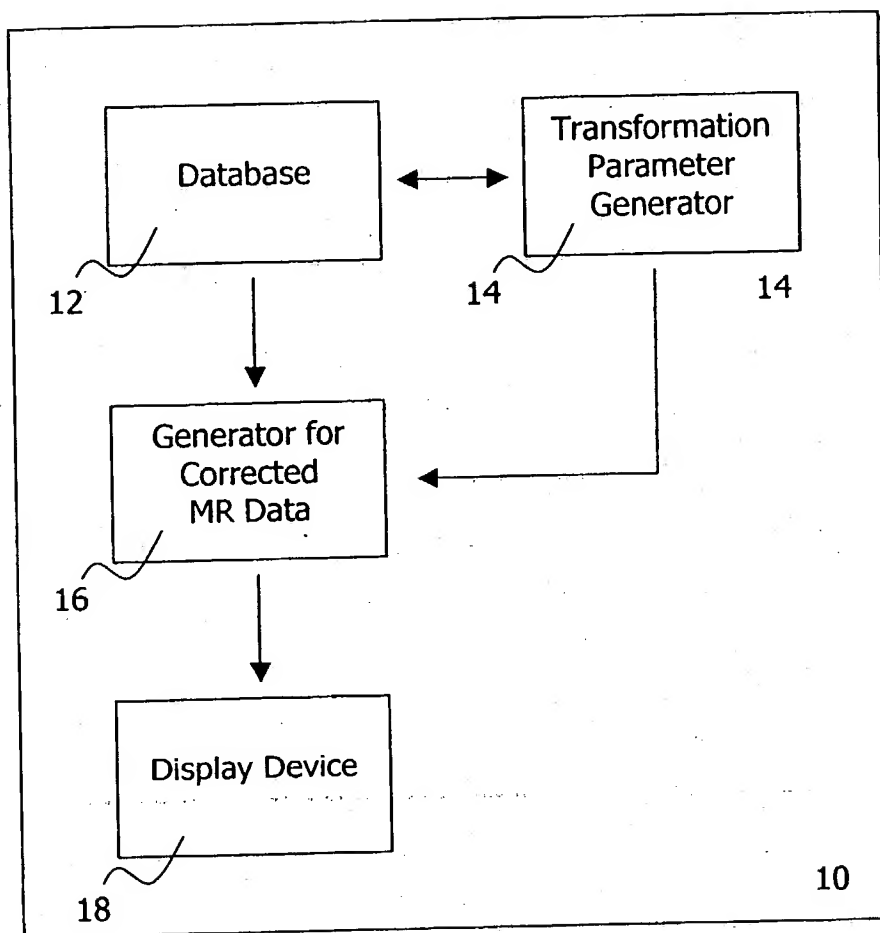 Database
12
Transformation
Parameter
Generator
14
14
Generator for
Corrected
MR Data
16
Display Device
18
10